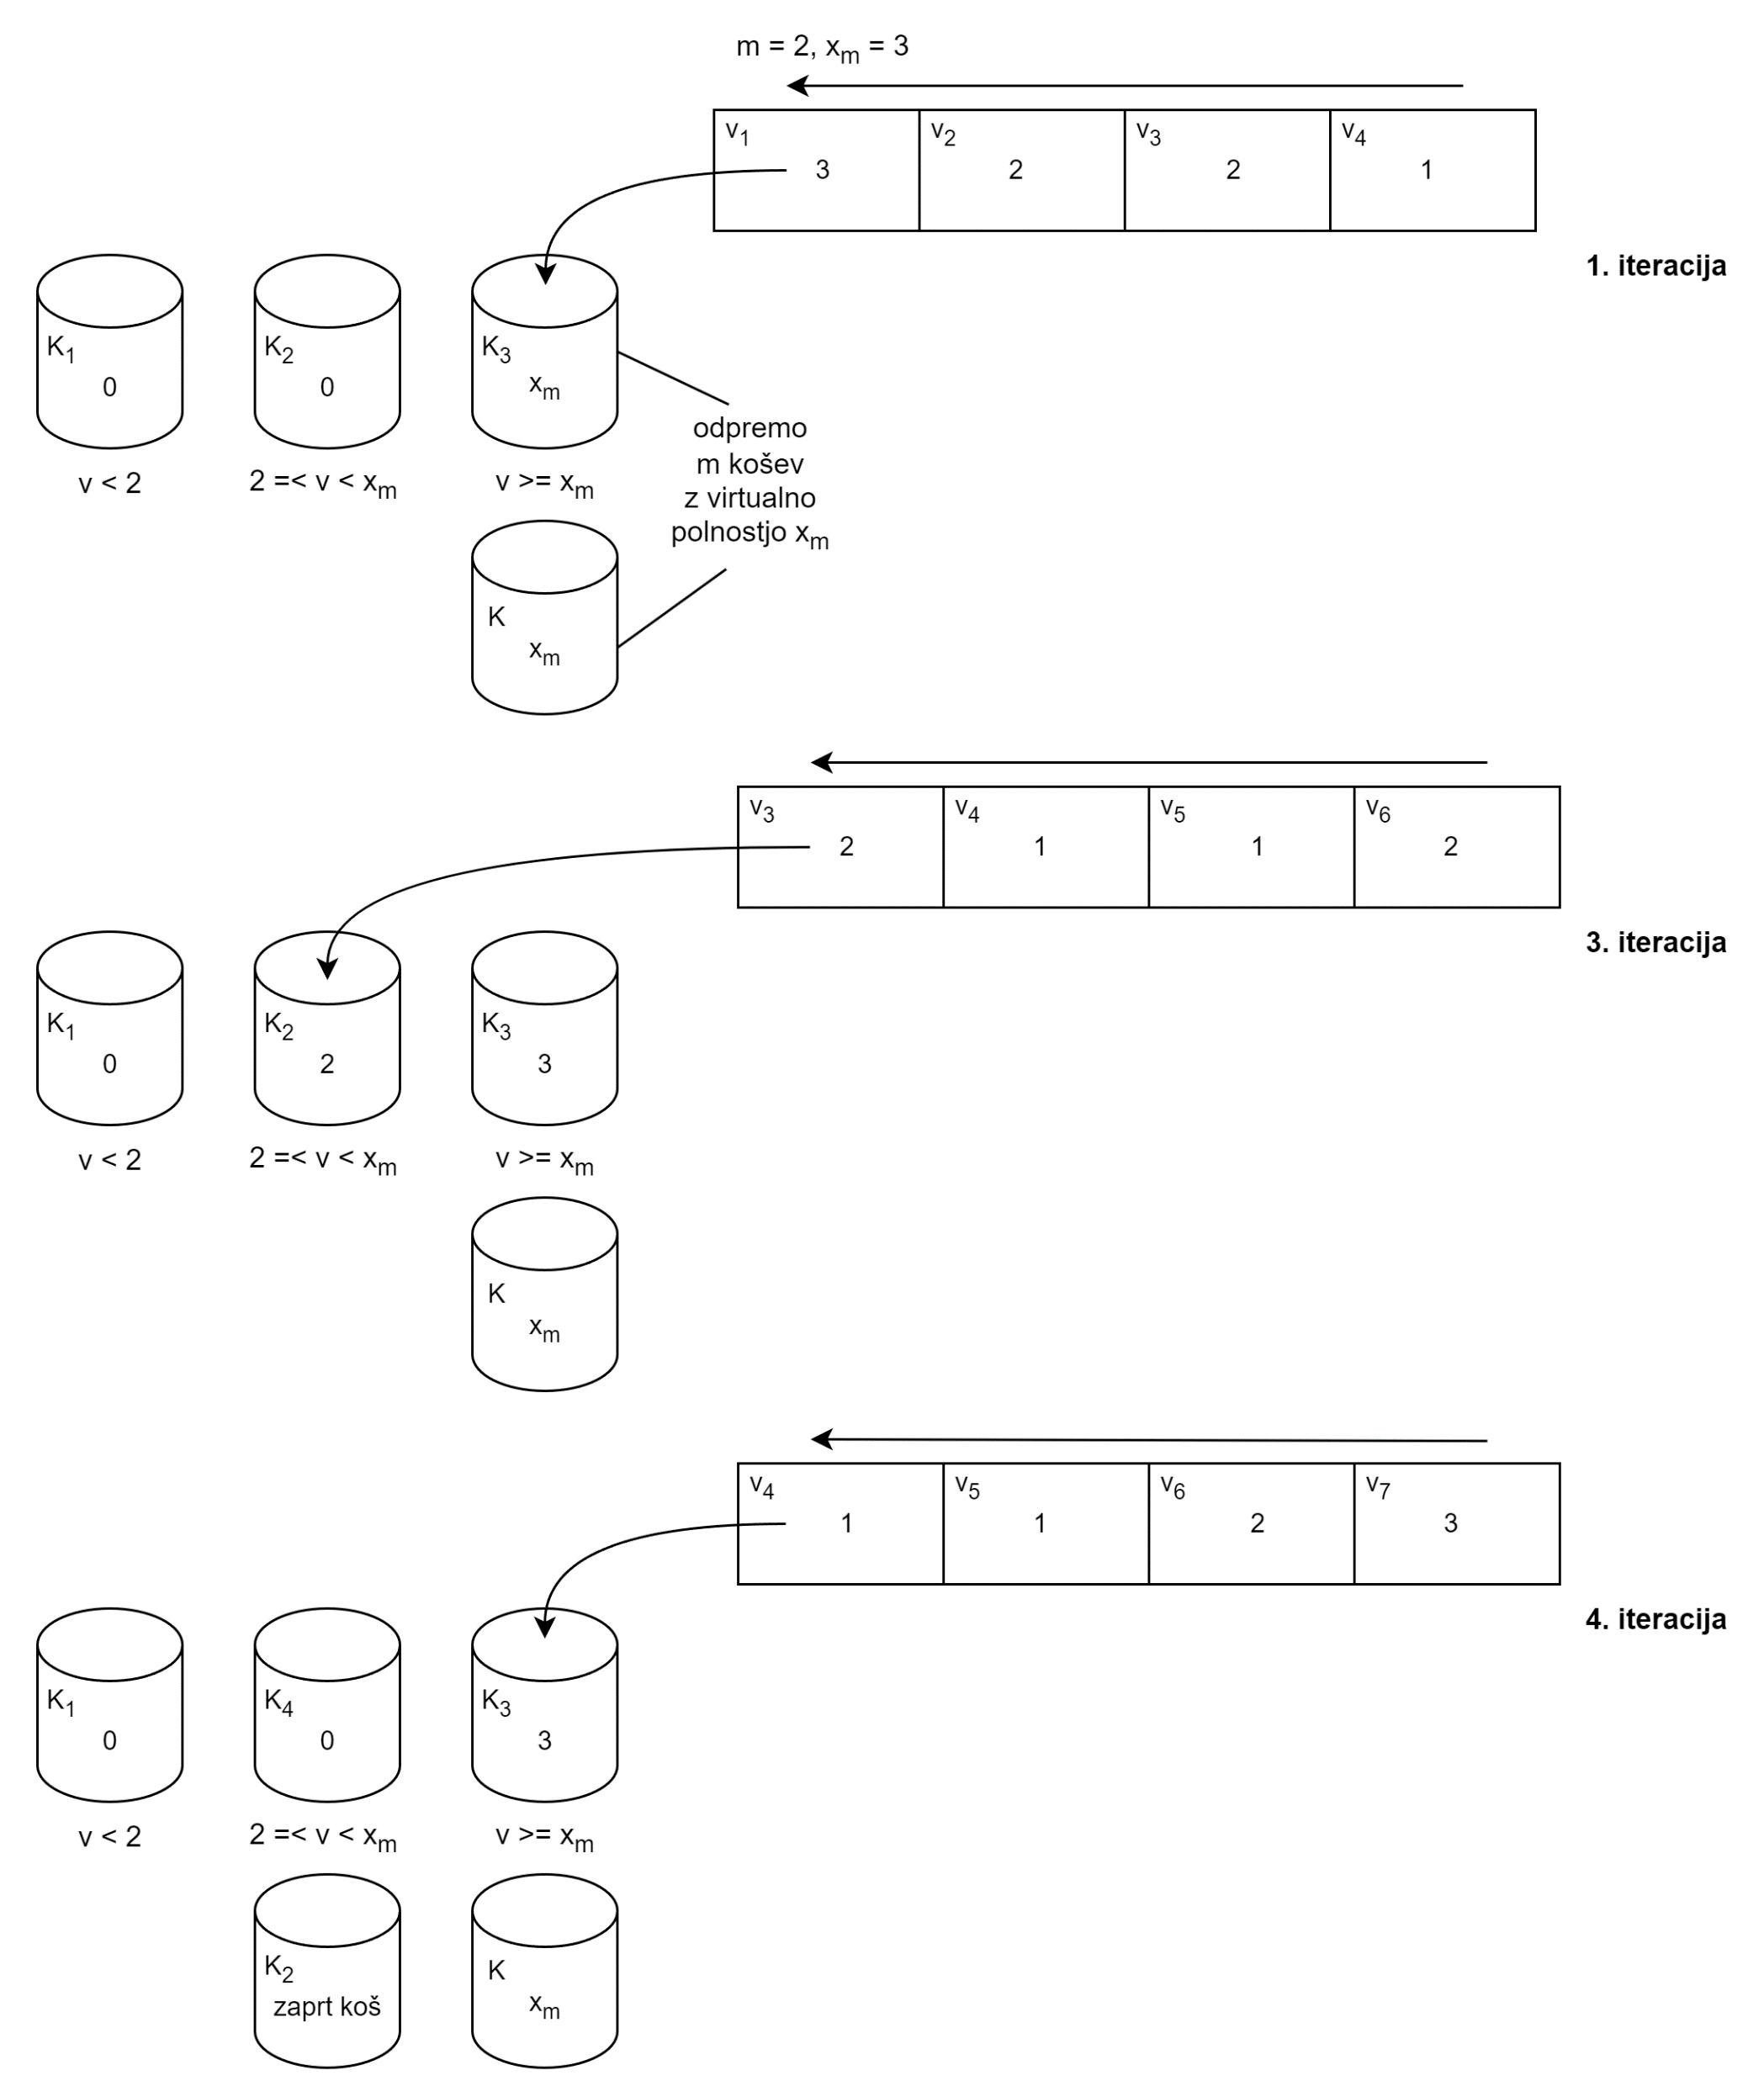 m = 2, xm = 3
v1 v2 v3 v4
3 2 2 1
1. iteracija
K1 K2 K3
0 0 xm
odpremo
m košev
z virtualno
polnostjo xm
v < 2 2 =< v < xm v >= xm
K
xm
v3 v4 v5 v6
2 1 1 2
3. iteracija
K1 K2 K3
0 2 3
v < 2 2 =< v < xm v >= xm
K
xm
v4 v5 v6 v7
1 1 2 3
4. iteracija
K1 K4 K3
0 0 3
v < 2 2 =< v < xm v >= xm
K2 K
zaprt koš xm